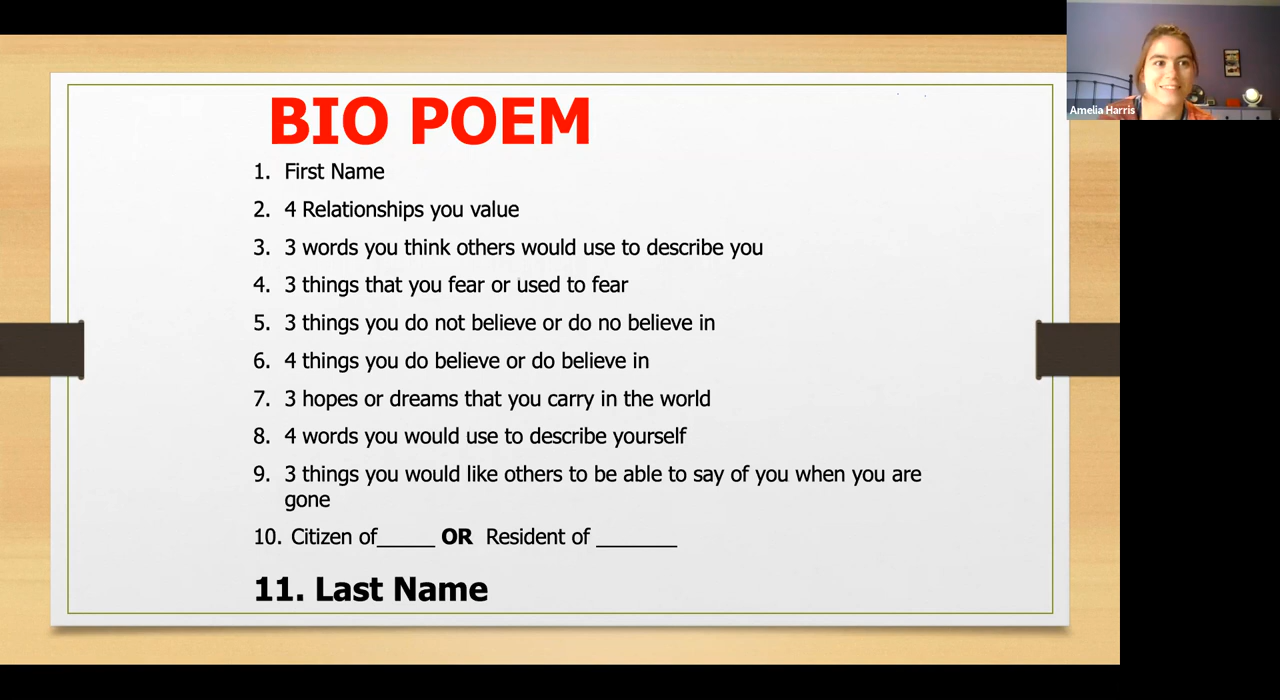 BIO POEM
1. First Name
2. 4 Relationships you value
3. 3 words you think others would use to describe you
4. 3 things that you fear or used to fear
5. 3 things you do not believe or do no believe in
6. 4 things you do believe or do believe in
7. 3 hopes or dreams that you carry in the world
8. 4 words you would use to describe yourself
9. 3 things you would like others to be able to say of you when you are
gone
10. Citizen of_____ OR Resident of _______
11. Last Name
Amelia Harris